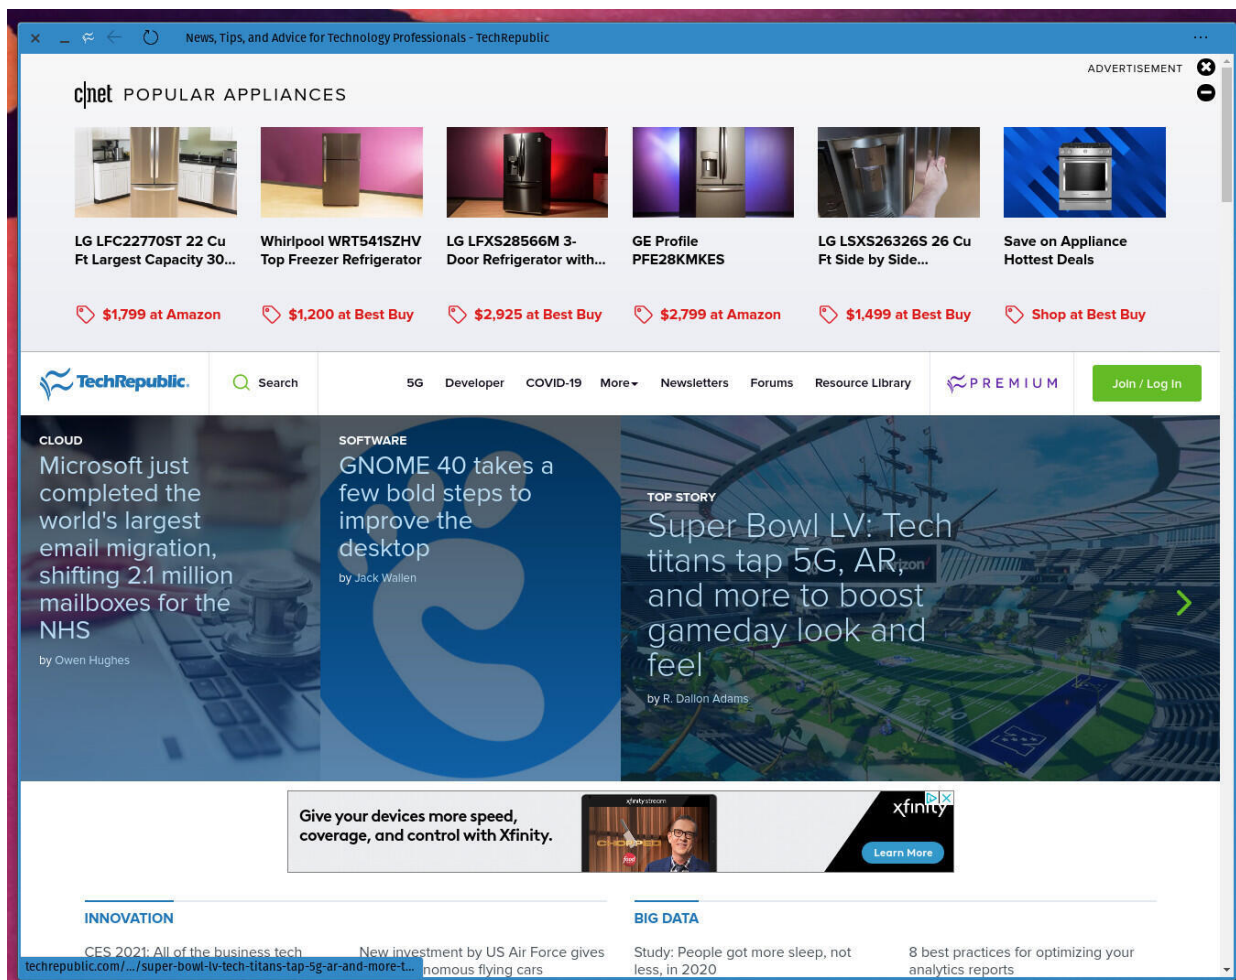 News, Tips, and Advice for Technology Professionals - TechRepublic
ADVERTISEMENT
c|net POPULAR APPLIANCES
LG LFC22770ST 22 Cu
Ft Largest Capacity 30...
$1,799 at Amazon
Whirlpool WRT541SZHV
Top Freezer Refrigerator
$1,200 at Best Buy
LG LFXS28566M 3-
Door Refrigerator with...
$2,925 at Best Buy
GE Profile
PFE28KMKES
$2,799 at Amazon
LG LSXS26326S 26 Cu
Ft Side by Side...
$1,499 at Best Buy
Save on Appliance
Hottest Deals
Shop at Best Buy
TechRepublic.
Search
5G Developer COVID-19 More Newsletters Forums Resource Library
PREMIUM
Join / Log In
CLOUD
Microsoft just
completed the
world's largest
email migration,
shifting 2.1 million
mailboxes for the
NHS
by Owen Hughes
SOFTWARE
GNOME 40 takes a
few bold steps to
improve the
desktop
by Jack Wallen
TOP STORY
Super Bowl LV: Tech
titans tap 5G, AR,
and more to boost
gameday look and
feel
by R. Dallon Adams
verizon
Give your devices more speed,
coverage, and control with Xfinity.
xfinity stream
CHOPPED
food
xfinity
Learn More
INNOVATION
CES 2021: All of the business tech
New investment by US Air Force gives
nomous flying cars
BIG DATA
Study: People got more sleep, not
less, in 2020
8 best practices for optimizing your
analytics reports
techrepublic.com/.../super-bowl-lv-tech-titans-tap-5g-ar-and-more-t...